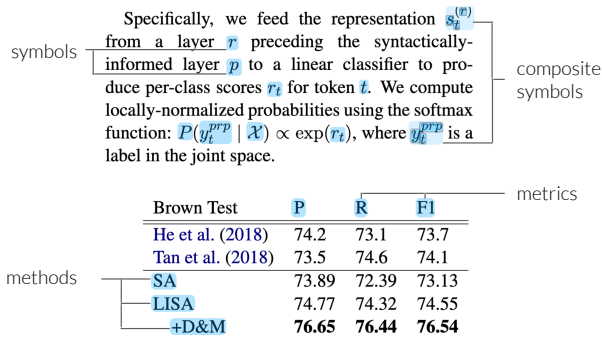 Specifically, we feed the representation s_t^(r)
from a layer r preceding the syntactically-
informed layer p to a linear classifier to pro-
duce per-class scores r_t for token t. We compute
locally-normalized probabilities using the softmax
function: P(y_t^prp | X) ∝ exp(r_t), where y_t^prp is a
label in the joint space.
symbols
composite
symbols
metrics
Brown Test P R F1
He et al. (2018) 74.2 73.1 73.7
Tan et al. (2018) 73.5 74.6 74.1
methods
SA 73.89 72.39 73.13
LISA 74.77 74.32 74.55
+D&M 76.65 76.44 76.54